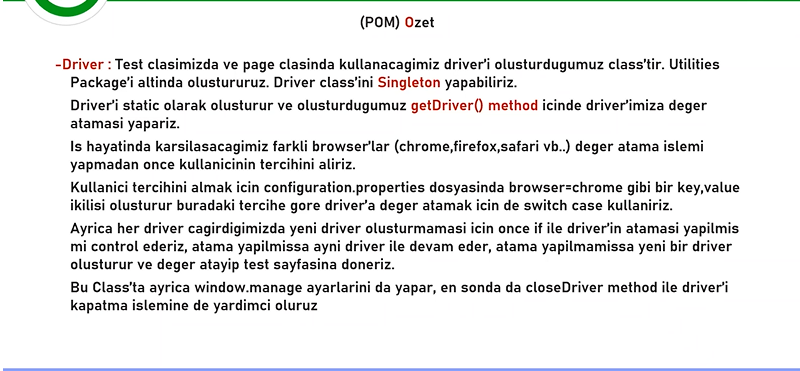 (POM) Ozet
-Driver : Test clasimizda ve page clasinda kullanacagimiz driver’i olusturdugumuz class’tir. Utilities
Package’i altinda olustururuz. Driver class’ini Singleton yapabiliriz.
Driver’i static olarak olusturur ve olusturdugumuz getDriver() method icinde driver’imiza deger
atamasi yapariz.
Is hayatinda karsilasacagimiz farkli browser’lar (chrome,firefox,safari vb..) deger atama islemi
yapmadan once kullanicinin tercihini aliriz.
Kullanici tercihini almak icin configuration.properties dosyasinda browser=chrome gibi bir key,value
ikilisi olusturur buradaki tercihe gore driver’a deger atamak icin de switch case kullaniriz.
Ayrica her driver cagirdigimizda yeni driver olusturmamasi icin once if ile driver’in atamasi yapilmis
mi control ederiz, atama yapilmissa ayni driver ile devam eder, atama yapilmamissa yeni bir driver
olusturur ve deger atayip test sayfasina doneriz.
Bu Class’ta ayrica window.manage ayarlarini da yapar, en sonda da closeDriver method ile driver’i
kapatma islemine de yardimci oluruz